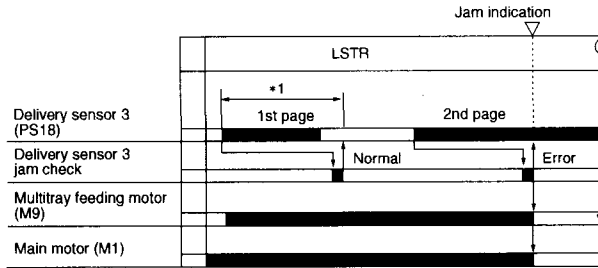 Jam indication
LSTR
*1
1st page
2nd page
Delivery sensor 3
(PS18)
Delivery sensor 3
jam check
Normal
Error
Multitray feeding motor
(M9)
Main motor (M1)